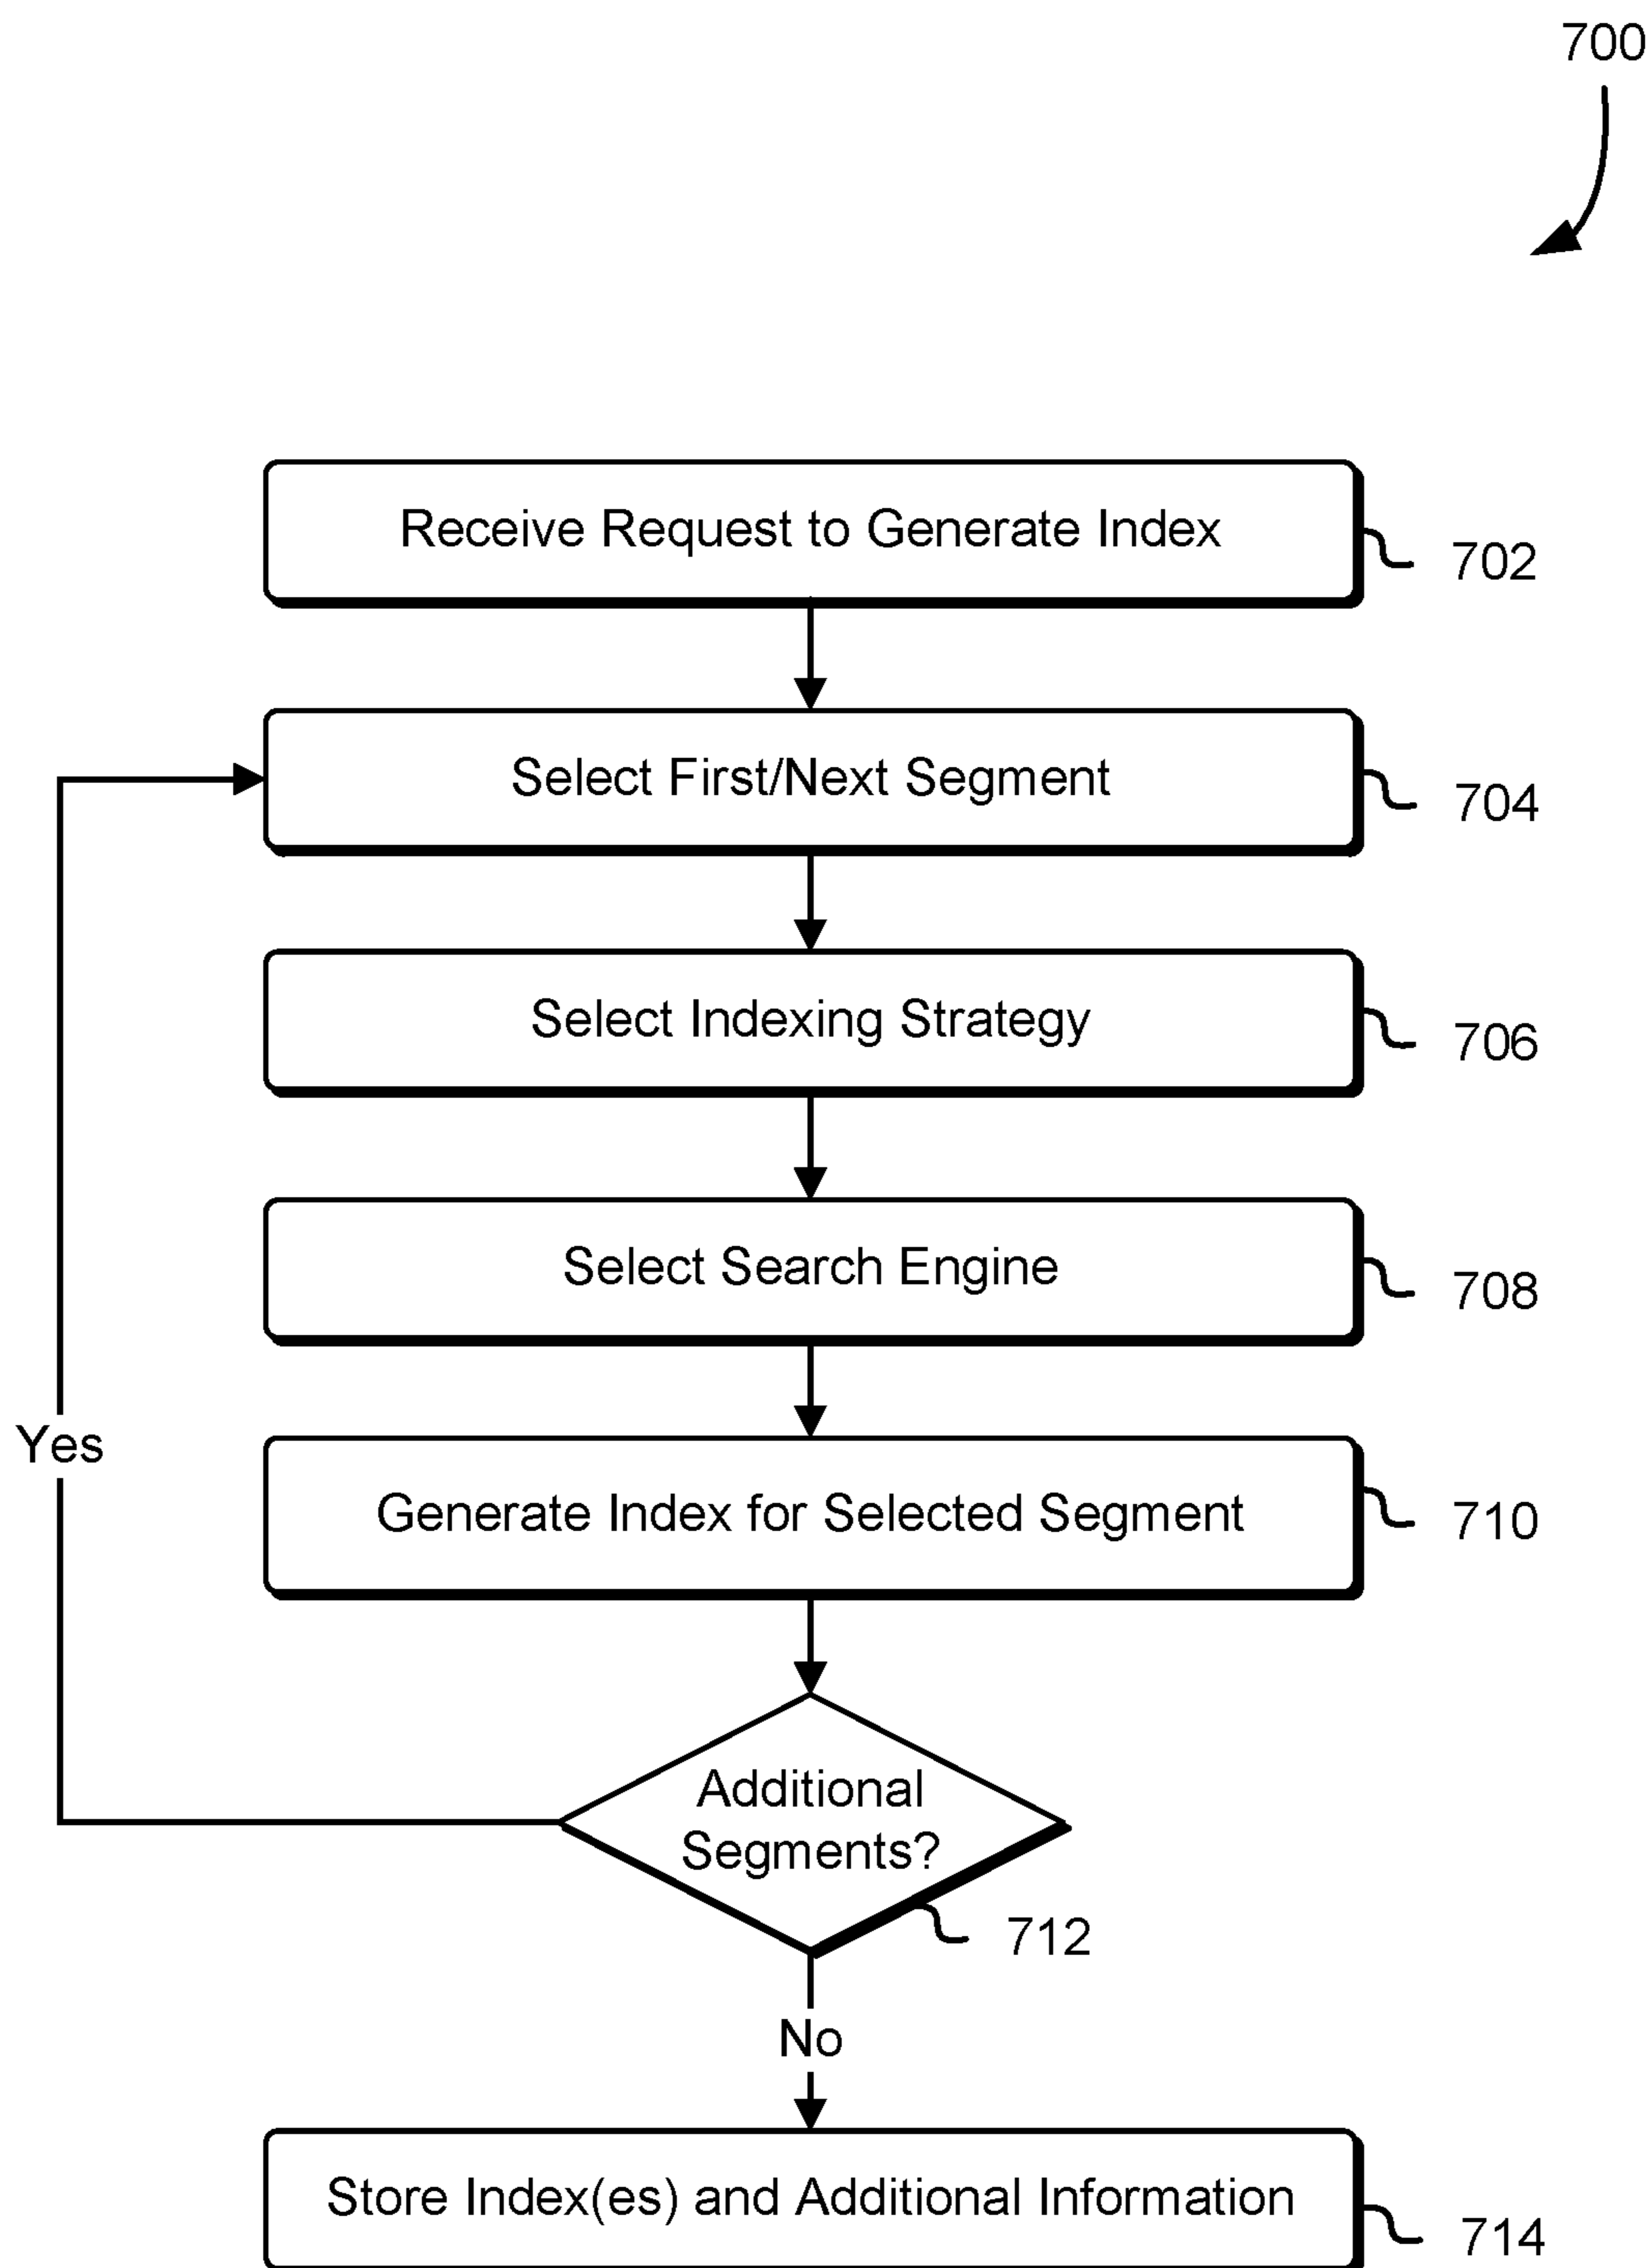 700
Receive Request to Generate Index
702
Select First/Next Segment
704
Select Indexing Strategy
706
Select Search Engine
708
Yes
Generate Index for Selected Segment
710
Additional
Segments?
712
No
Store Index(es) and Additional Information
714